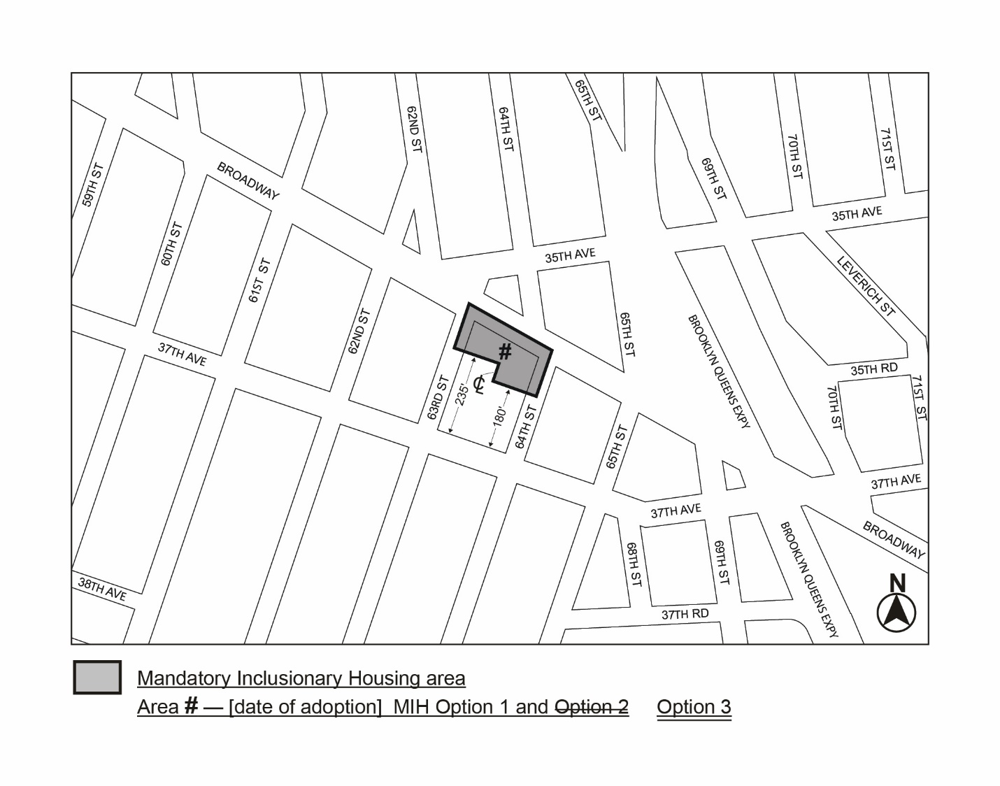 65TH ST
62ND ST
64TH ST
70TH ST
71ST ST
59TH ST
BROADWAY
69TH ST
35TH AVE
60TH ST
61ST ST
35TH AVE
LEVERICH ST
62ND ST
65TH ST
BROOKLYN QUEENS EXPY
37TH AVE
#
35TH RD
63RD ST
235'
℄
180'
64TH ST
70TH ST
71ST ST
65TH ST
37TH AVE
37TH AVE
BROADWAY
68TH ST
69TH ST
BROOKLYN QUEENS EXPY
38TH AVE
37TH RD
N
Mandatory Inclusionary Housing area
Area # — [date of adoption] MIH Option 1 and Option 2 Option 3